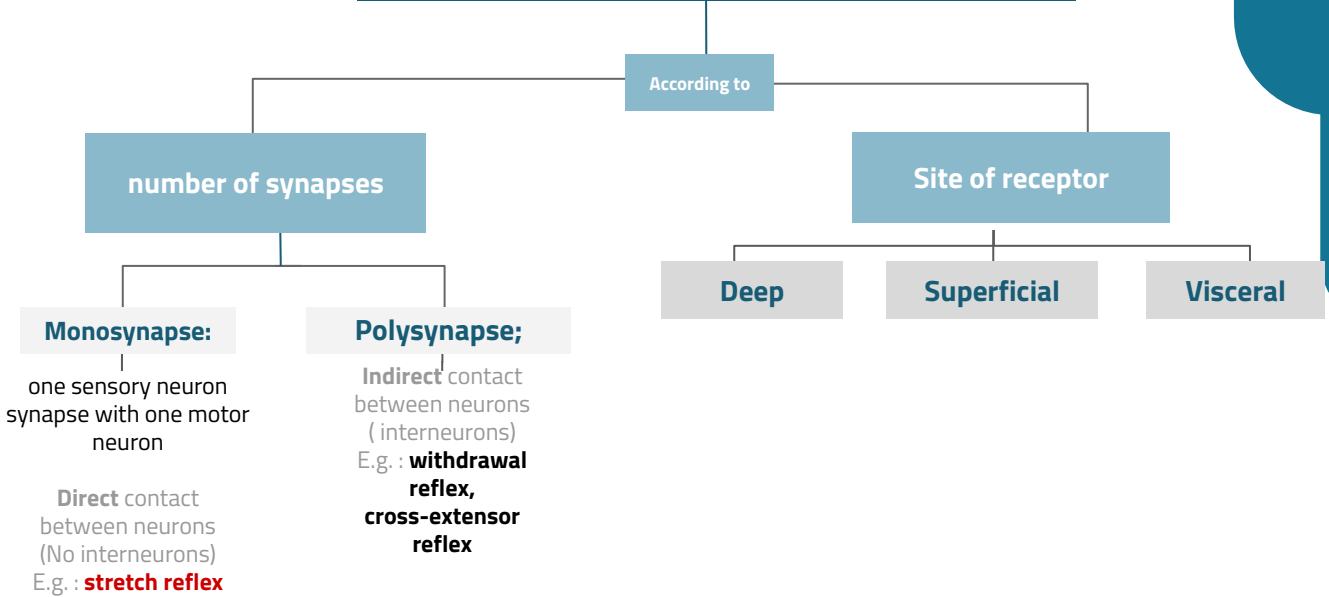 According to
number of synapses
Site of receptor
Deep
Superficial
Visceral
Monosynapse:
one sensory neuron
synapse with one motor
neuron
Direct contact
between neurons
(No interneurons)
E.g. : stretch reflex
Polysynapse;
Indirect contact
between neurons
( interneurons)
E.g. : withdrawal
reflex,
cross-extensor
reflex